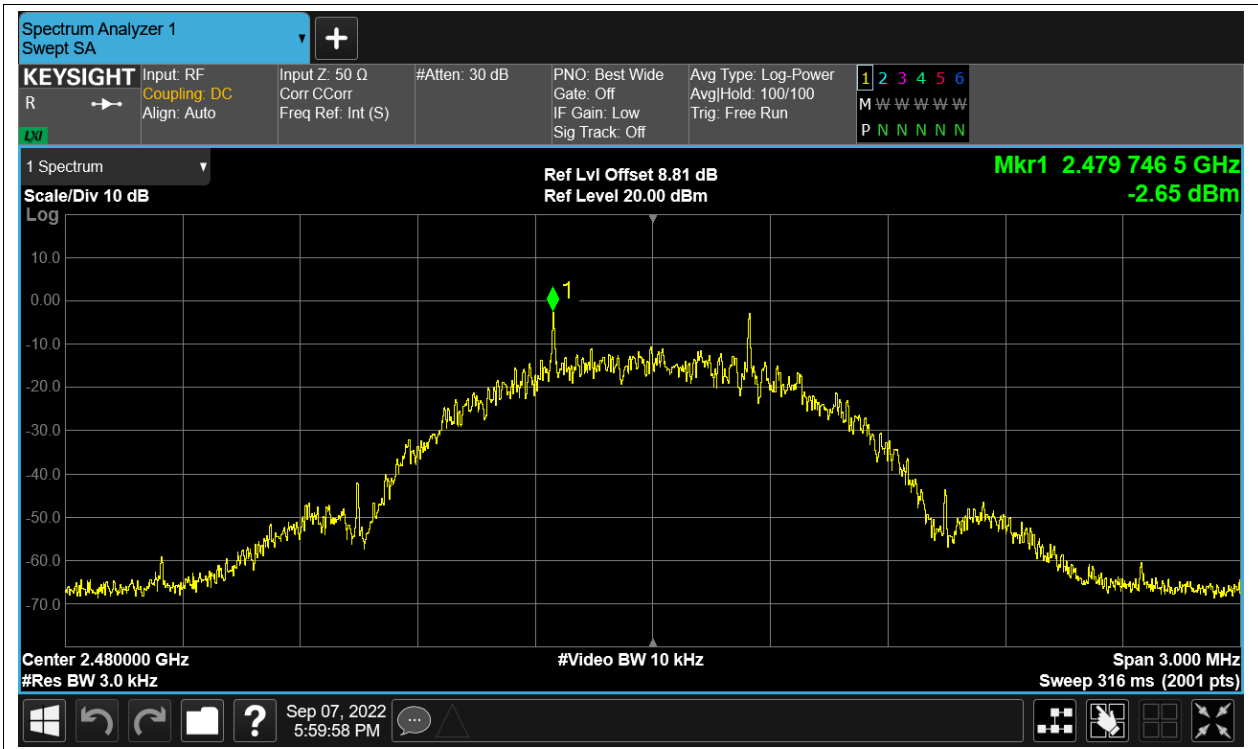 Spectrum Analyzer 1
Swept SA
KEYSIGHT
R
LXI
Input: RF
Coupling: DC
Align: Auto
Input Z: 50 Ω
Corr CCorr
Freq Ref: Int (S)
#Atten: 30 dB
PNO: Best Wide
Gate: Off
IF Gain: Low
Sig Track: Off
Avg Type: Log-Power
Avg|Hold: 100/100
Trig: Free Run
1 2 3 4 5 6
M W W W W W W
P N N N N N N
1 Spectrum
Scale/Div 10 dB
Log
Ref Lvl Offset 8.81 dB
Ref Level 20.00 dBm
Mkr1 2.479 746 5 GHz
-2.65 dBm
10.0
0.00
-10.0
-20.0
-30.0
-40.0
-50.0
-60.0
-70.0
1
Center 2.480000 GHz
#Res BW 3.0 kHz
#Video BW 10 kHz
Span 3.000 MHz
Sweep 316 ms (2001 pts)
?
Sep 07, 2022
5:59:58 PM